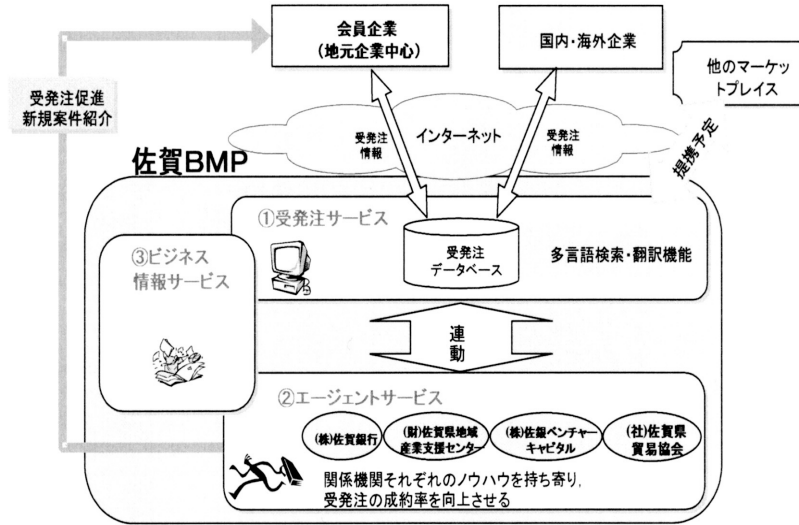 会員企業
(地元企業中心)
国内・海外企業
他のマーケッ
トプレイス
受発注促進
新規案件紹介
受発注
情報
インターネット
受発注
情報
提携予定
佐賀BMP
①受発注サービス
受発注
データベース
多言語検索・翻訳機能
③ビジネス
情報サービス
連
動
②エージェントサービス
(株)佐賀銀行
(財)佐賀県地域
産業支援センター
(株)佐銀ベンチャー
キャピタル
(社)佐賀県
貿易協会
関係機関それぞれのノウハウを持ち寄り,
受発注の成約率を向上させる